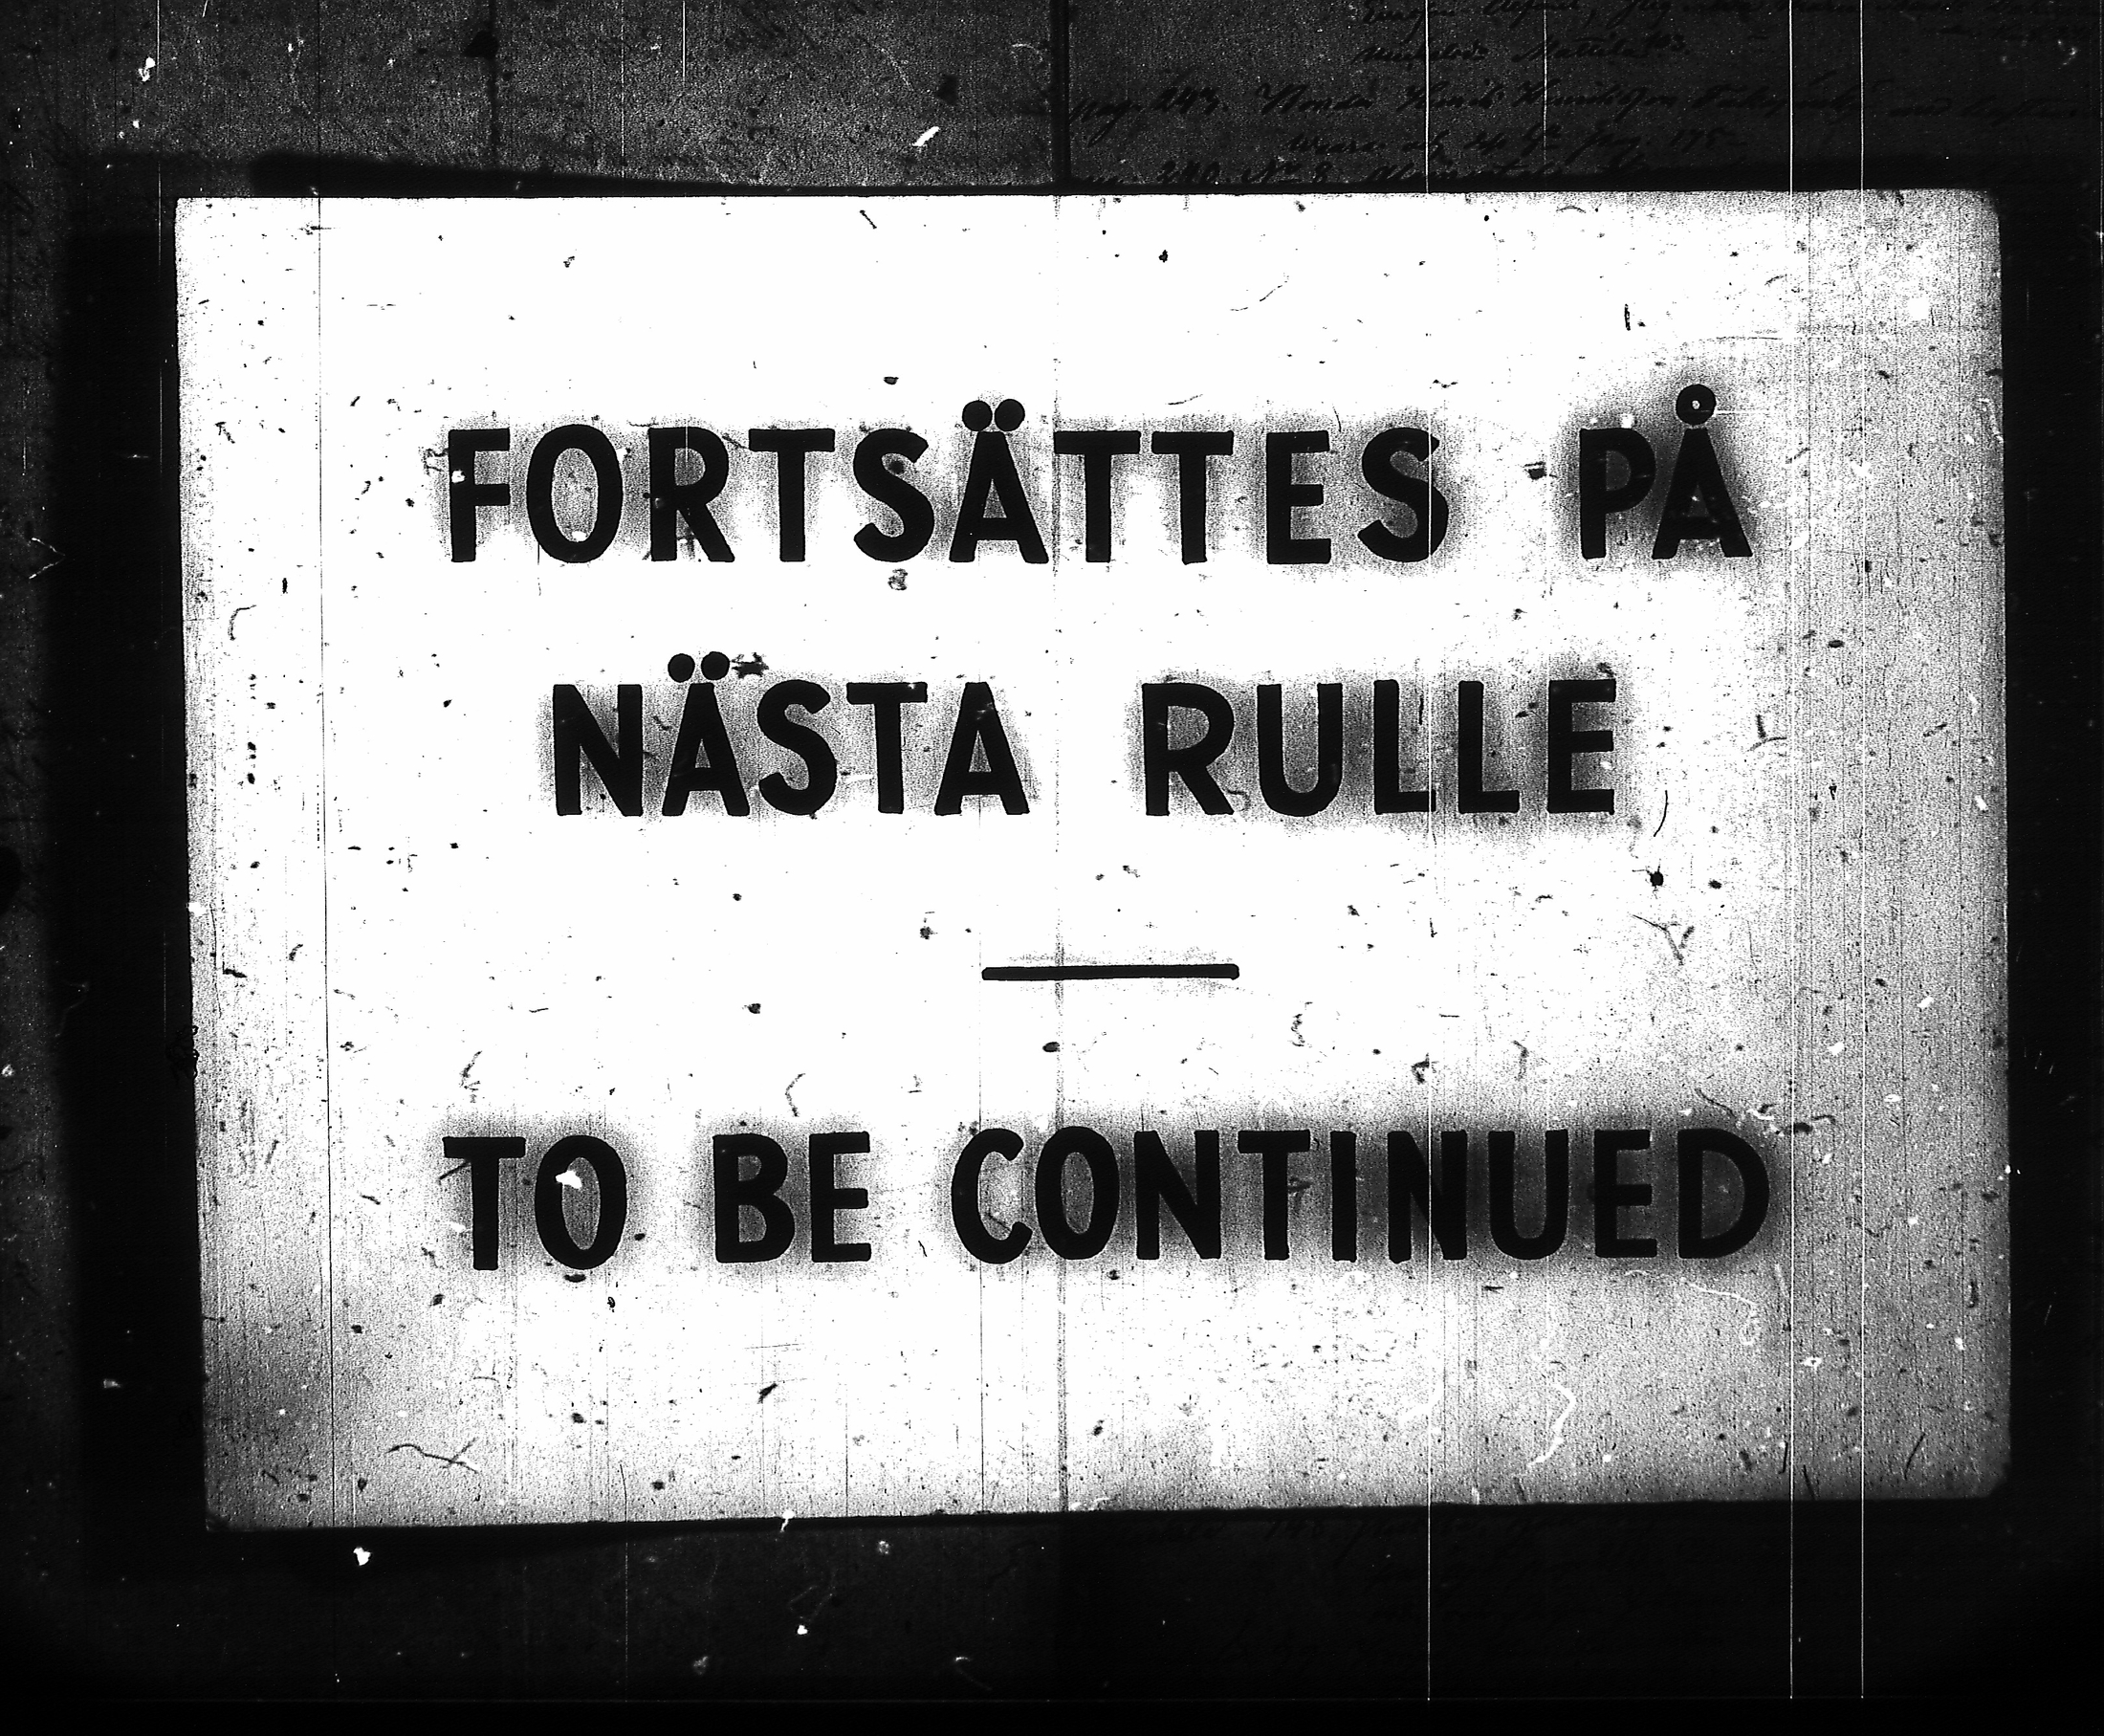 FORTSÄTTES PÅ
NÄSTA RULLE
TO BE CONTINUED